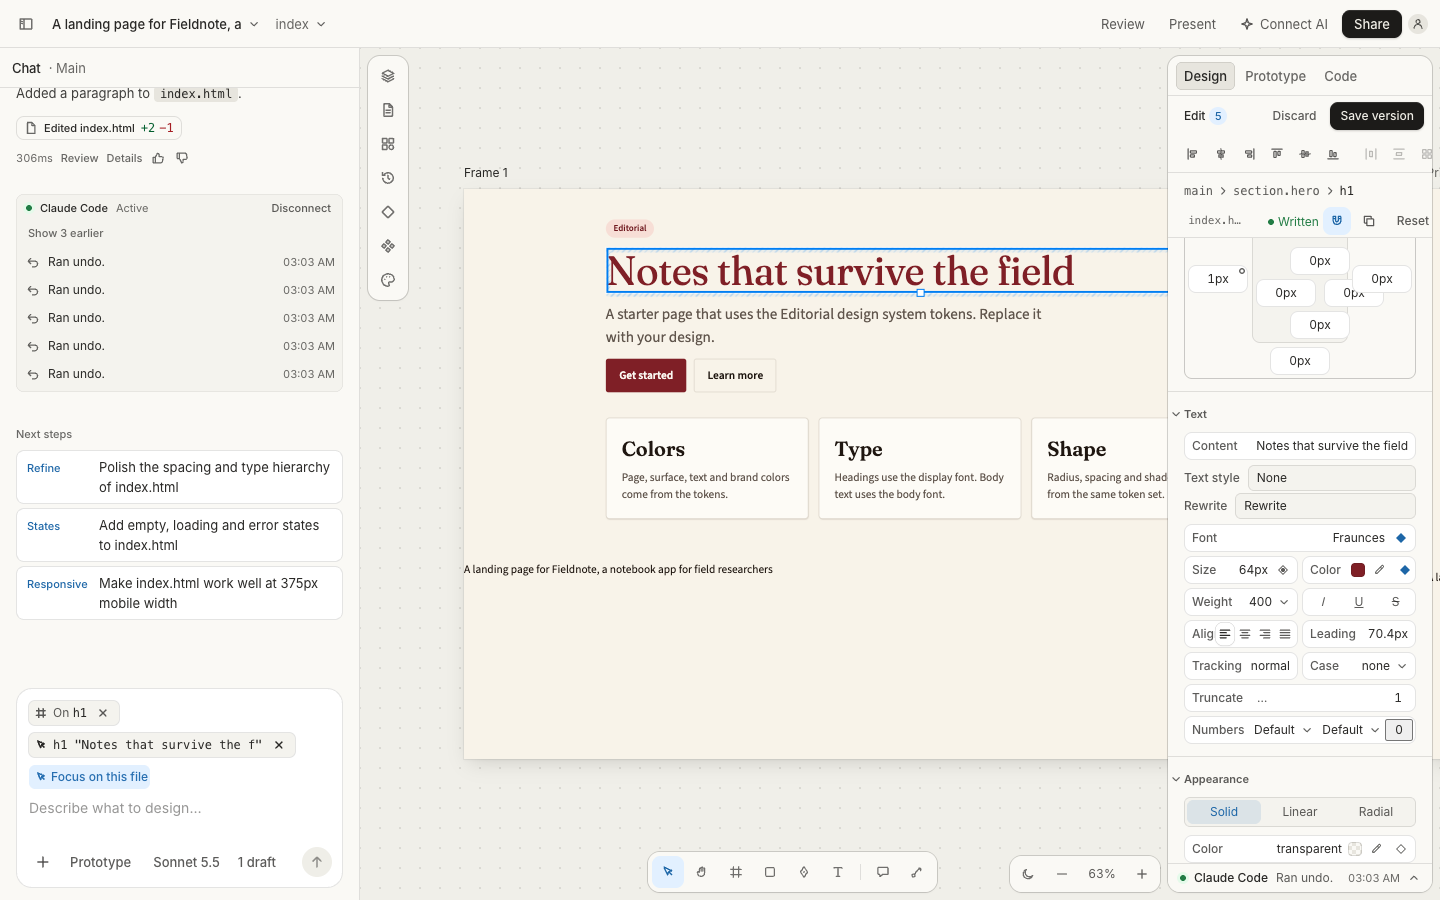 A landing page for Fieldnote, a
index
Review
Present
Connect AI
Share
Chat · Main
Added a paragraph to index.html.
Edited index.html +2 −1
306ms Review Details
Claude Code Active Disconnect
Show 3 earlier
Ran undo. 03:03 AM
Ran undo. 03:03 AM
Ran undo. 03:03 AM
Ran undo. 03:03 AM
Ran undo. 03:03 AM
Next steps
Refine Polish the spacing and type hierarchy
of index.html
States Add empty, loading and error states
to index.html
Responsive Make index.html work well at 375px
mobile width
On h1
h1 "Notes that survive the f"
Focus on this file
Describe what to design...
Prototype Sonnet 5.5 1 draft
Frame 1
Editorial
Notes that survive the field
A starter page that uses the Editorial design system tokens. Replace it
with your design.
Get started
Learn more
Colors
Page, surface, text and brand colors
come from the tokens.
Type
Headings use the display font. Body
text uses the body font.
Shape
Radius, spacing and shad
from the same token set.
A landing page for Fieldnote, a notebook app for field researchers
63%
Design Prototype Code
Edit 5 Discard Save version
main > section.hero > h1
index.h… Written Reset
0px
1px 0px 0px 0px
0px
0px
Text
Content Notes that survive the field
Text style None
Rewrite Rewrite
Font Fraunces
Size 64px Color
Weight 400 I U S
Alig Leading 70.4px
Tracking normal Case none
Truncate ... 1
Numbers Default Default 0
Appearance
Solid Linear Radial
Color transparent
Claude Code Ran undo. 03:03 AM